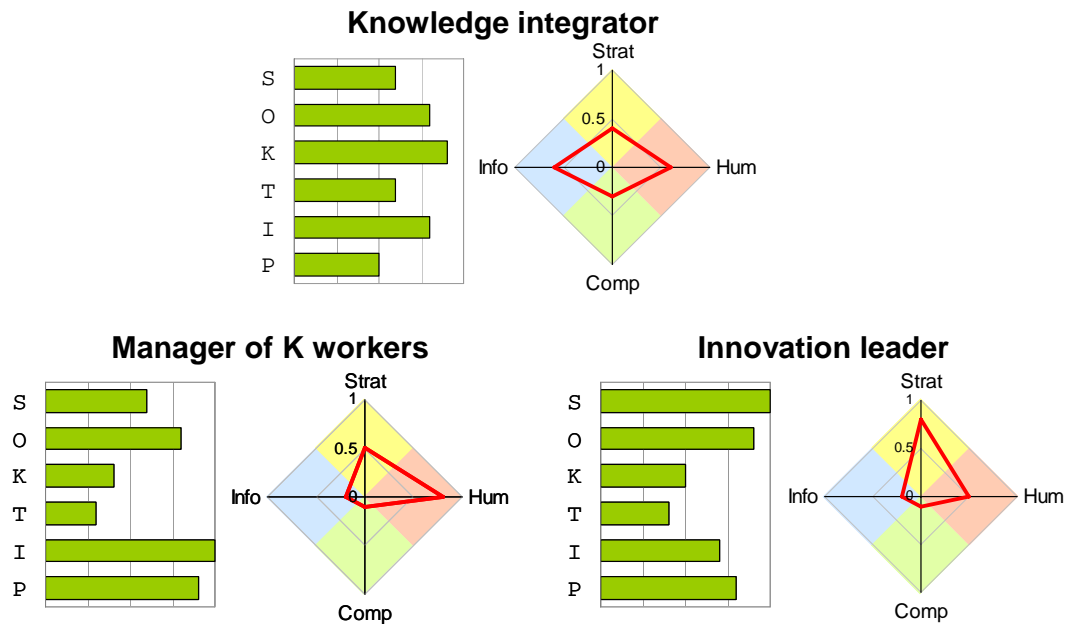 Knowledge integrator
S
O
K
T
I
P
Strat
1
0.5
Info
0
Hum
Comp
Manager of K workers
S
O
K
T
I
P
Strat
1
0.5
Info
0
Hum
Comp
Innovation leader
S
O
K
T
I
P
Strat
1
0.5
Info
0
Hum
Comp